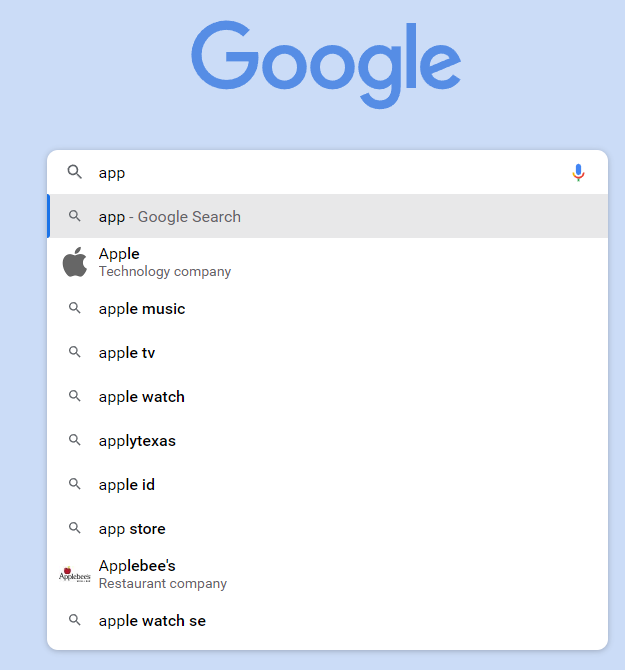 Google
app
app - Google Search
Apple
Technology company
apple music
apple tv
apple watch
applytexas
apple id
app store
Applebee's
Applebee's
Restaurant company
apple watch se